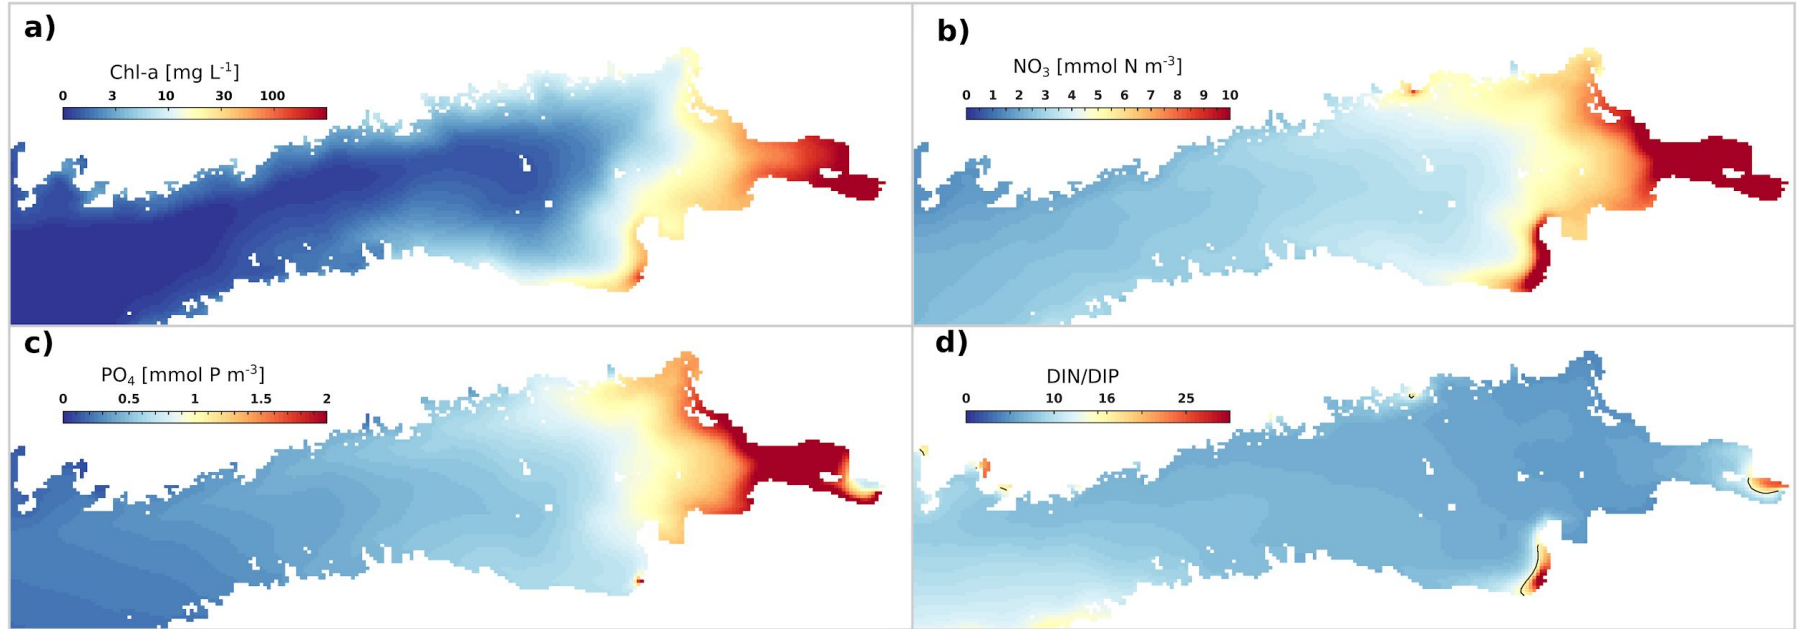 a)
Chl-a [mg L⁻¹]
0 3 10 30 100
b)
NO₃ [mmol N m⁻³]
0 1 2 3 4 5 6 7 8 9 10
c)
PO₄ [mmol P m⁻³]
0 0.5 1 1.5 2
d)
DIN/DIP
0 10 16 25